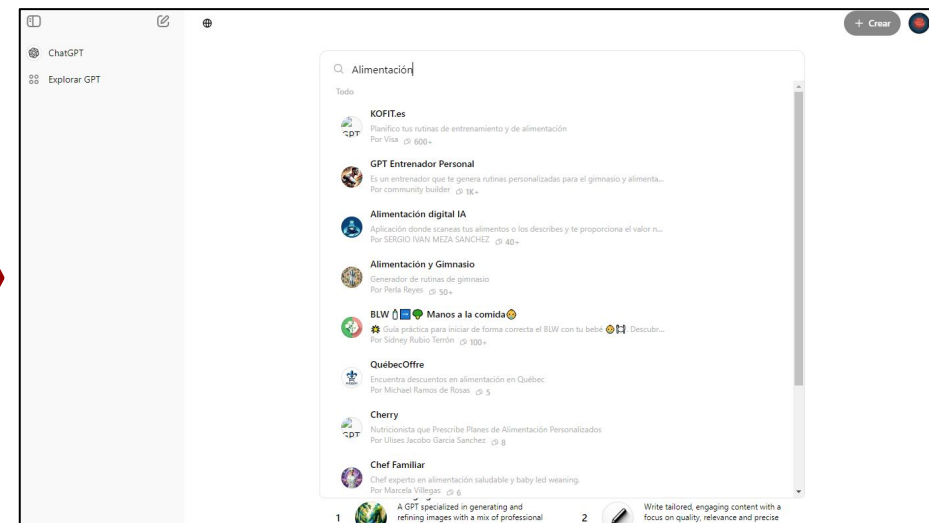 + Crear
ChatGPT
Explorar GPT
Alimentación
Todo
KOFIT.es
Planifico tus rutinas de entrenamiento y de alimentación
Por Visa 600+
GPT Entrenador Personal
Es un entrenador que te genera rutinas personalizadas para el gimnasio y alimenta...
Por community builder 1K+
Alimentación digital IA
Aplicación donde scaneas tus alimentos o los describes y te proporciona el valor n...
Por SERGIO IVAN MEZA SANCHEZ 40+
Alimentación y Gimnasio
Generador de rutinas de gimnasio
Por Perla Reyes 50+
BLW 🍼➡️🥦 Manos a la comida👶
Guía práctica para iniciar de forma correcta el BLW con tu bebé 👶🍽️. Descubr...
Por Sidney Rubio Terrón 100+
QuébecOffre
Encuentra descuentos en alimentación en Québec
Por Michael Ramos de Rosas 5
GPT
Cherry
Nutricionista que Prescribe Planes de Alimentación Personalizados
Por Ulises Jacobo García Sanchez 8
GPT
Chef Familiar
Chef experto en alimentación saludable y baby led weaning.
Por Marcela Villegas 6
1
A GPT specialized in generating and
refining images with a mix of professional
2
Write tailored, engaging content with a
focus on quality, relevance and precise